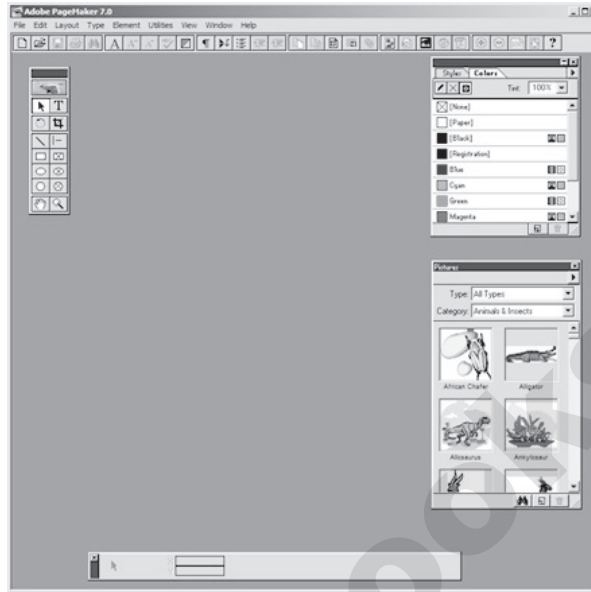 Adobe PageMaker 7.0
File Edit Layout Type Element Utilities View Window Help
Styles Colors
Tint: 100%
[None]
[Paper]
[Black]
[Registration]
Blue
Cyan
Green
Magenta
Pictures
Type: All Types
Category: Animals & Insects
African Chafer Alligator
Allosaurus Ankylosaur